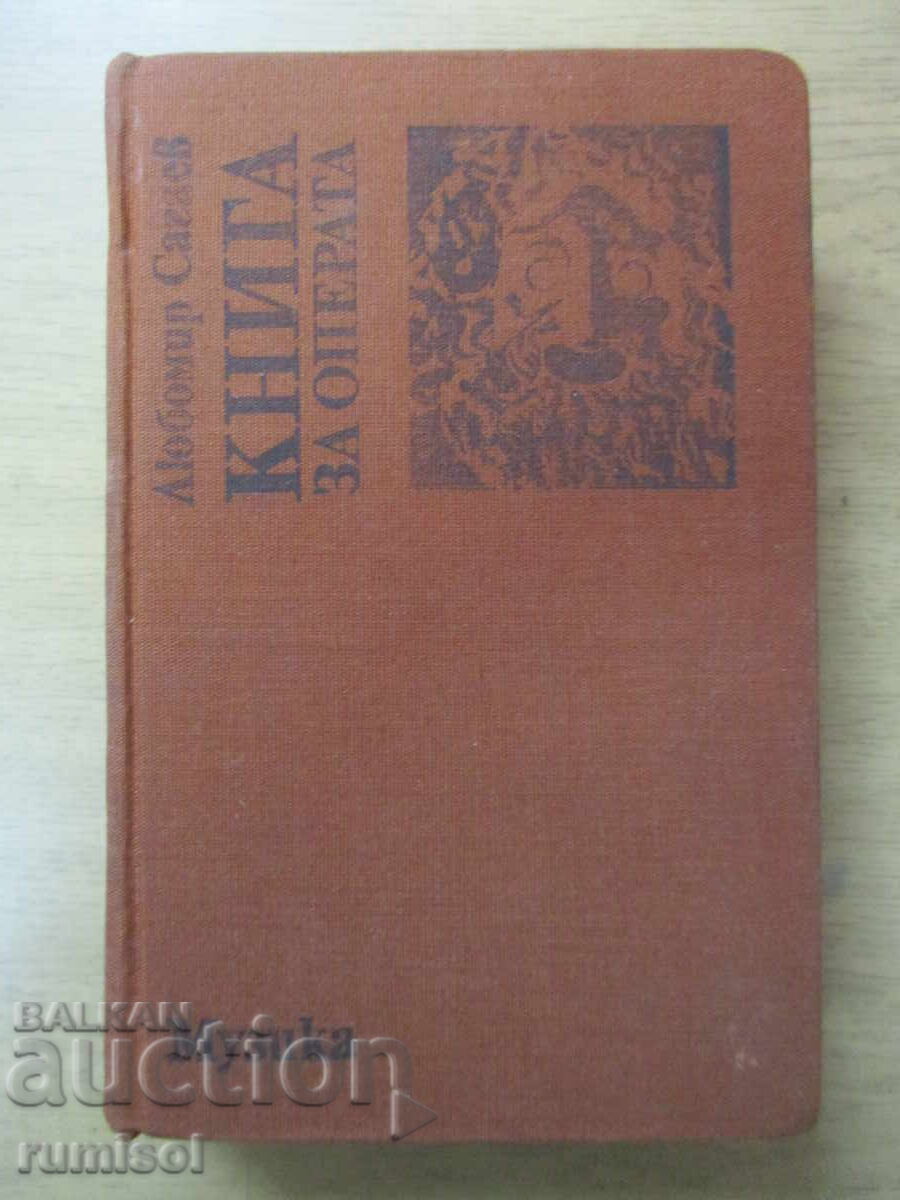 Любомир Сагаев
КНИГА
ЗА ОПЕРАТА
Музика
BALKAN
auction
rumisol